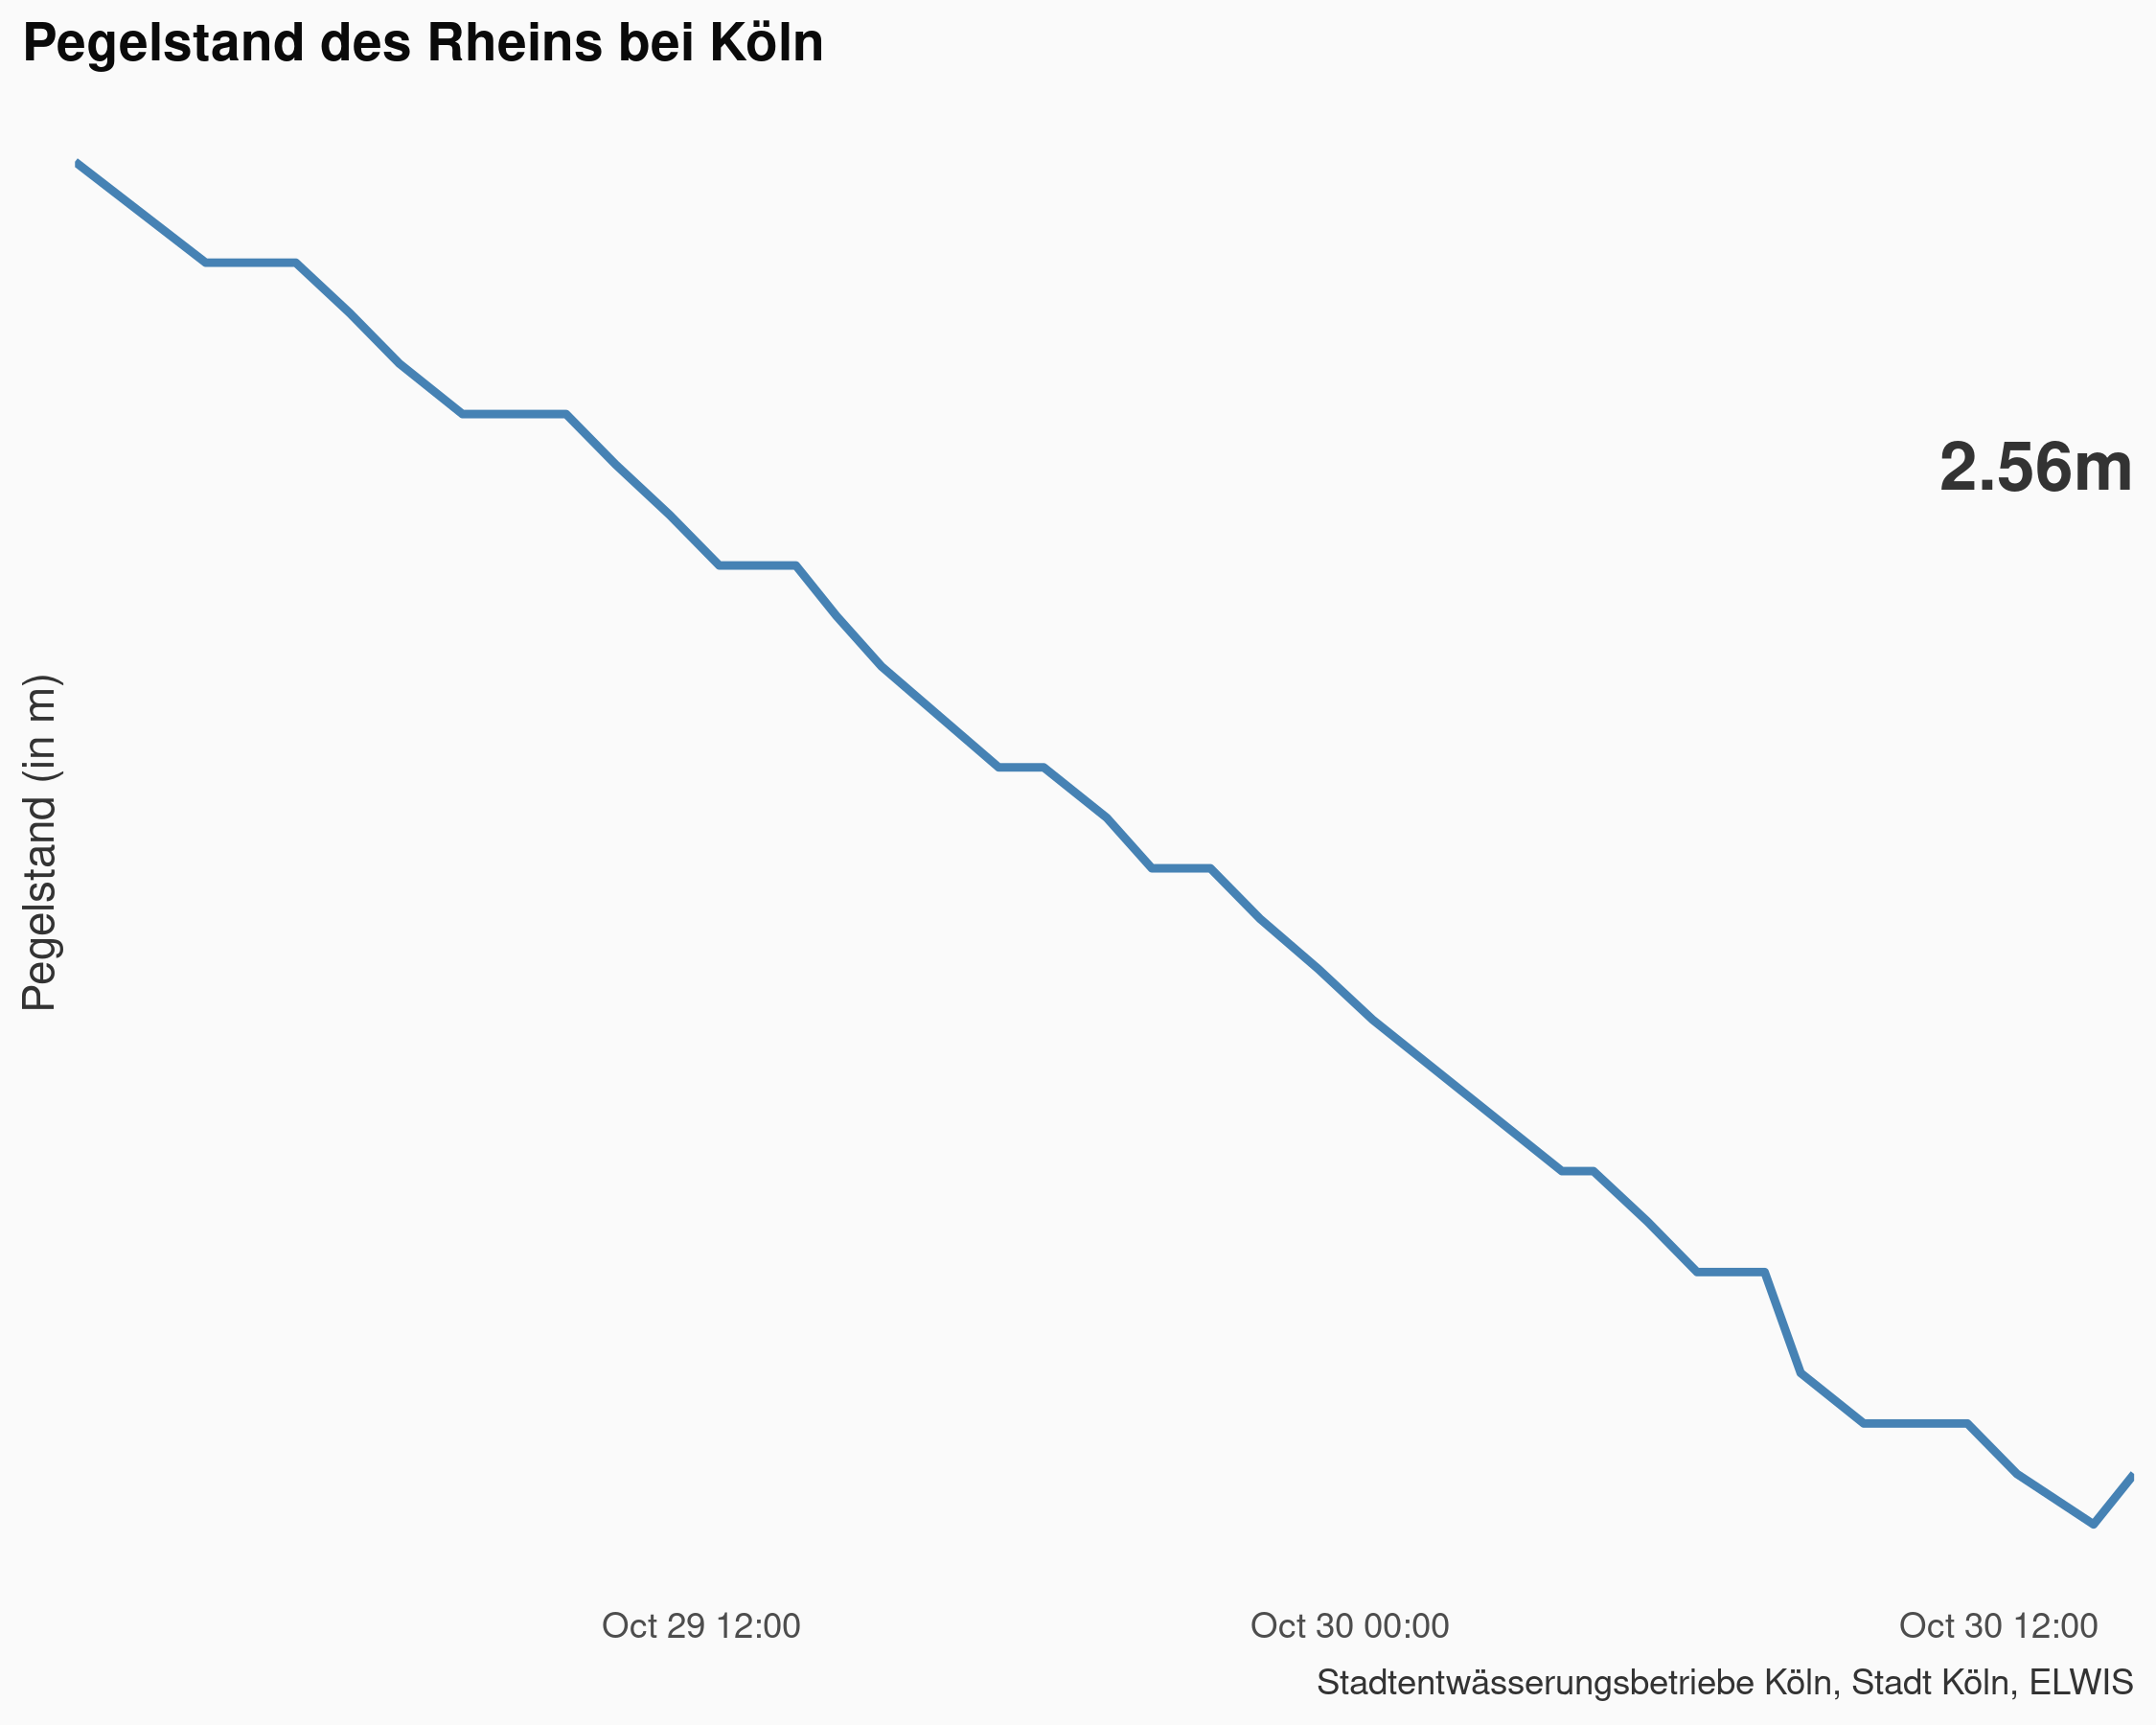 Pegelstand des Rheins bei Köln
2.56m
Pegelstand (in m)
Oct 29 12:00
Oct 30 00:00
Oct 30 12:00
Stadtentwässerungsbetriebe Köln, Stadt Köln, ELWIS